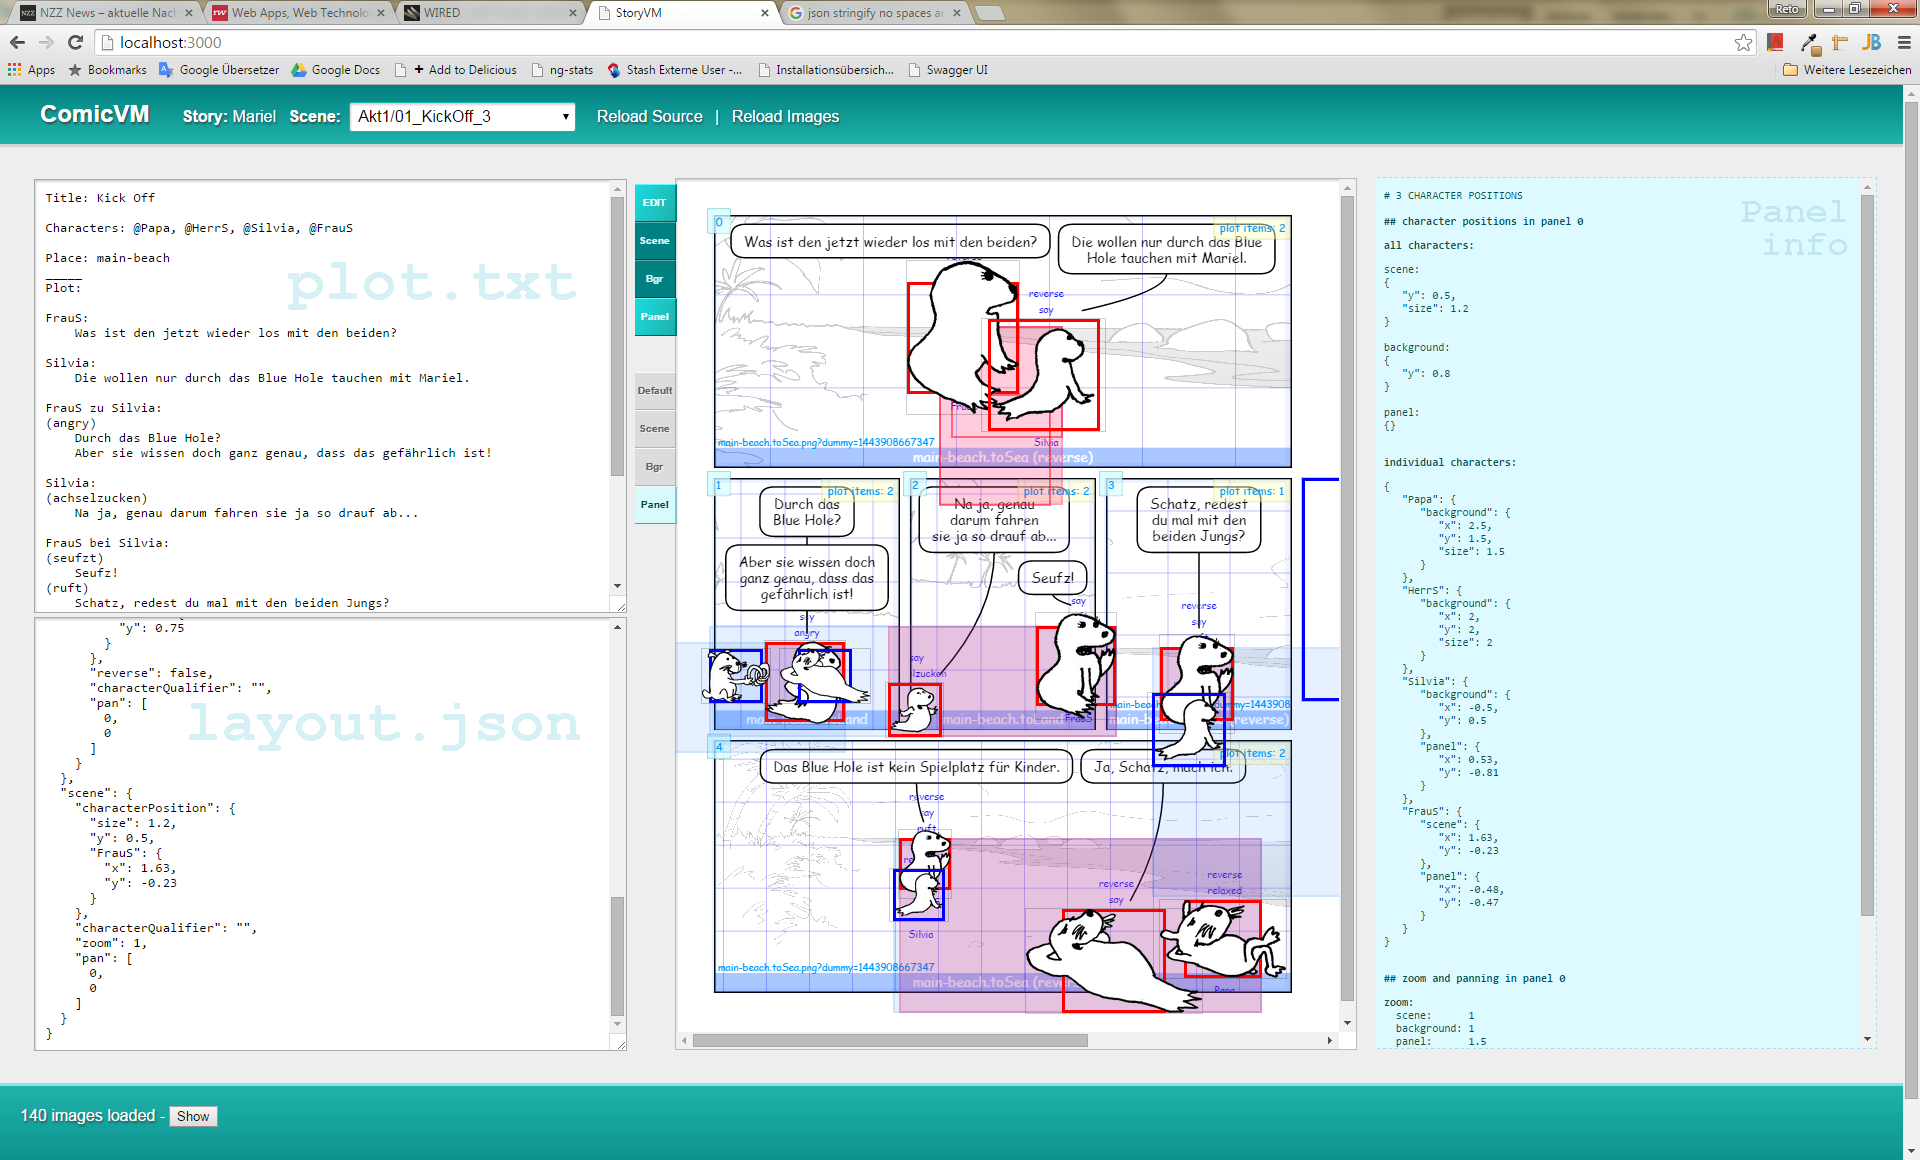 NZZ News – aktuelle Nach
Web Apps, Web Technolo
WIRED
StoryVM
json stringify no spaces ar
Reto
localhost:3000
Apps
Bookmarks
Google Übersetzer
Google Docs
+ Add to Delicious
ng-stats
Stash Externe User -...
Installationsübersich...
Swagger UI
Weitere Lesezeichen
ComicVM
Story: Mariel
Scene:
Akt1/01_KickOff_3
Reload Source | Reload Images
Title: Kick Off
Characters: @Papa, @HerrS, @Silvia, @FrauS
Place: main-beach
_____
Plot:
plot.txt
FrauS:
Was ist den jetzt wieder los mit den beiden?
Silvia:
Die wollen nur durch das Blue Hole tauchen mit Mariel.
FrauS zu Silvia:
(angry)
Durch das Blue Hole?
Aber sie wissen doch ganz genau, dass das gefährlich ist!
Silvia:
(achselzucken)
Na ja, genau darum fahren sie ja so drauf ab...
FrauS bei Silvia:
(seufzt)
Seufz!
(ruft)
Schatz, redest du mal mit den beiden Jungs?
"y": 0.75
}
},
"reverse": false,
"characterQualifier": "",
"pan": [
0,
0
]
}
},
layout.json
"scene": {
"characterPosition": {
"size": 1.2,
"y": 0.5,
"FrauS": {
"x": 1.63,
"y": -0.23
}
},
"characterQualifier": "",
"zoom": 1,
"pan": [
0,
0
]
}
}
EDIT
Scene
Bgr
Panel
Default
Scene
Bgr
Panel
0
plot items: 2
Was ist den jetzt wieder los mit den beiden?
Die wollen nur durch das Blue
Hole tauchen mit Mariel.
reverse
reverse
say
Silvia
main-beach.toSea.png?dummy=1443908667347
main-beach.toSea (reverse)
1
plot items: 2
Durch das
Blue Hole?
Aber sie wissen doch
ganz genau, dass das
gefährlich ist!
say
angry
2
plot items: 2
Na ja, genau
darum fahren
sie ja so drauf ab...
Seufz!
say
say
lzucken
main-beach.toLand
FrauS
3
plot items: 1
Schatz, redest
du mal mit den
beiden Jungs?
reverse
say
(reverse)
4
plot items: 2
Das Blue Hole ist kein Spielplatz für Kinder.
Ja, Schatz, mach ich.
reverse
say
ruft
Silvia
reverse
say
reverse
relaxed
Papa
main-beach.toSea.png?dummy=1443908667347
main-beach.toSea (reve
# 3 CHARACTER POSITIONS
Panel
info
## character positions in panel 0
all characters:
scene:
{
"y": 0.5,
"size": 1.2
}
background:
{
"y": 0.8
}
panel:
{}
individual characters:
{
"Papa": {
"background": {
"x": 2.5,
"y": 1.5,
"size": 1.5
}
},
"HerrS": {
"background": {
"x": 2,
"y": 2,
"size": 2
}
},
"Silvia": {
"background": {
"x": -0.5,
"y": 0.5
},
"panel": {
"x": 0.53,
"y": -0.81
}
},
"FrauS": {
"scene": {
"x": 1.63,
"y": -0.23
},
"panel": {
"x": -0.48,
"y": -0.47
}
}
}
## zoom and panning in panel 0
zoom:
scene: 1
background: 1
panel: 1.5
140 images loaded - Show